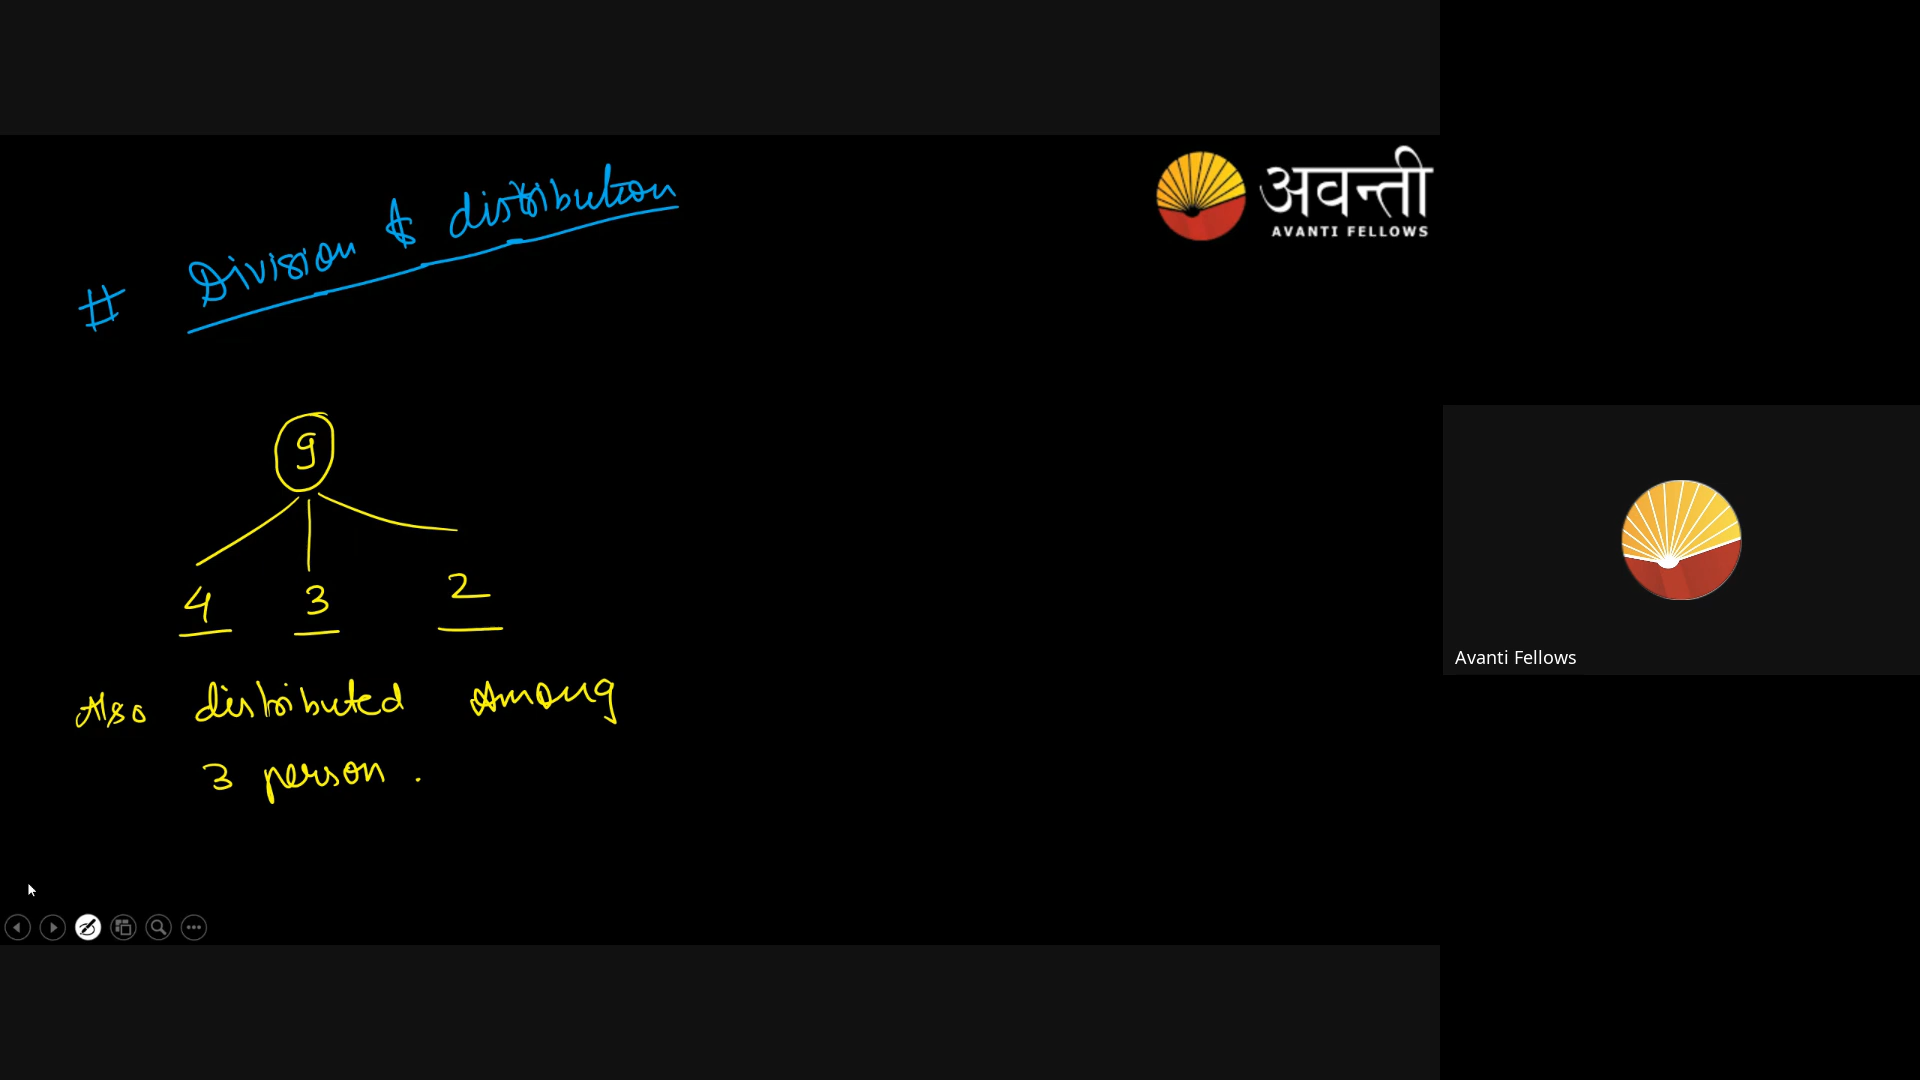 # Division & distribution
अवन्ती
AVANTI FELLOWS
9
4 3 2
Also distributed Among
3 person .
Avanti Fellows